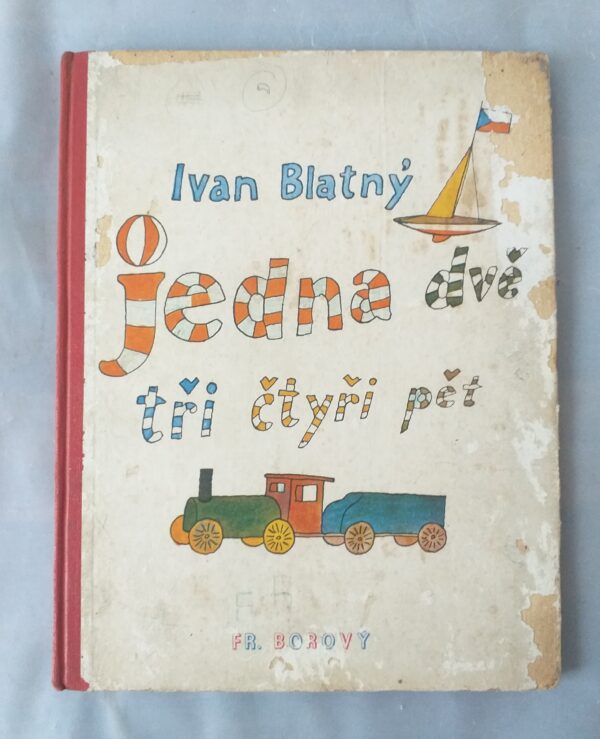 Ivan Blatný
jedna dvě
tři čtyři pět
FR. BOROVÝ